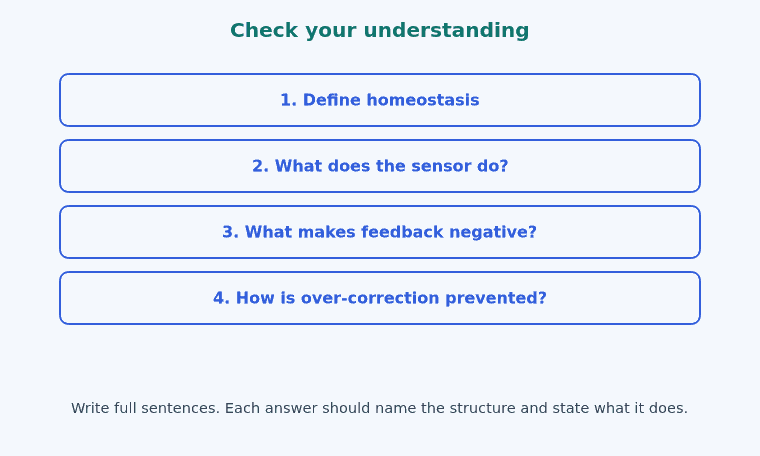 Check your understanding
1. Define homeostasis
2. What does the sensor do?
3. What makes feedback negative?
4. How is over-correction prevented?
Write full sentences. Each answer should name the structure and state what it does.